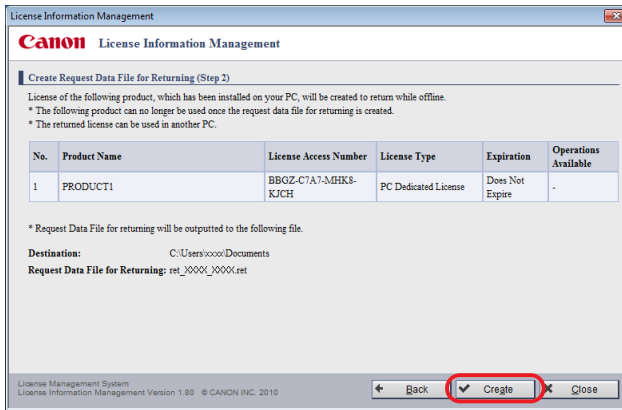 License Information Management
Canon License Information Management
Create Request Data File for Returning (Step 2)
License of the following product, which has been installed on your PC, will be created to return while offline.
* The following product can no longer be used once the request data file for returning is created.
* The returned license can be used in another PC.
No. Product Name License Access Number License Type Expiration Operations Available
1 PRODUCT1 BBGZ-C7A7-MHK8-KJCH PC Dedicated License Does Not Expire -
* Request Data File for returning will be outputted to the following file.
Destination: C:\Users\xxxx\Documents
Request Data File for Returning: ret_XXXX_XXXX.ret
License Management System
License Information Management Version 1.80 © CANON INC. 2010
Back Create Close